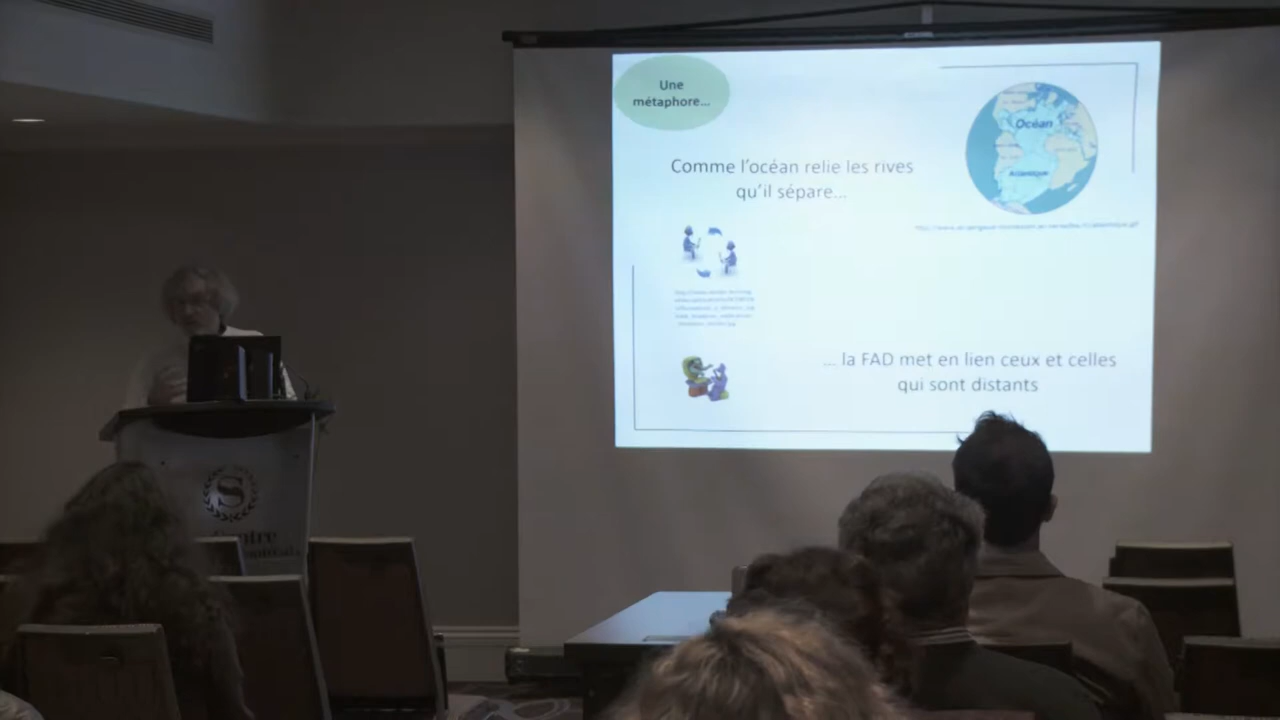 Une
métaphore...
Océan
Atlantique
Comme l'océan relie les rives
qu'il sépare...
... la FAD met en lien ceux et celles
qui sont distants
S
Centre